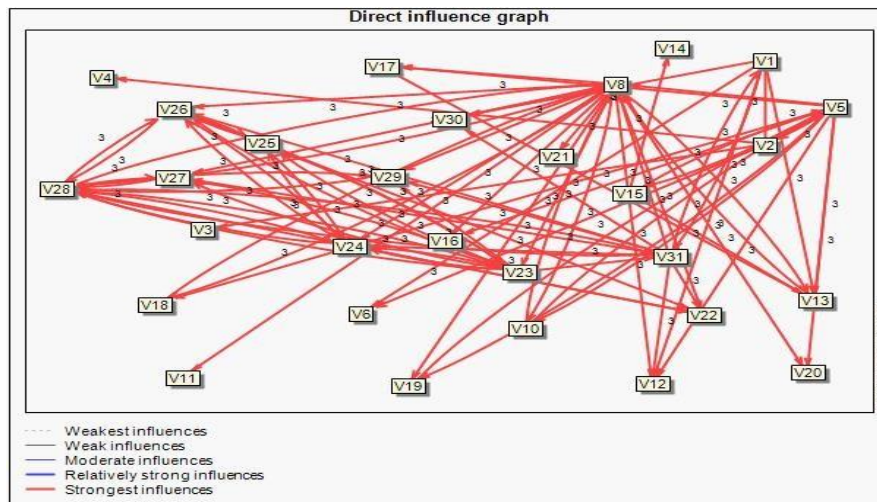 Direct influence graph
V14
V17
V1
V4
V8
V5
V26
V30
V25
V2
V21
V27
V29
V28
V15
V3
V24
V16
V31
V23
V18
V6
V10
V22
V13
V11
V19
V12
V20
3
Weakest influences
Weak influences
Moderate influences
Relatively strong influences
Strongest influences